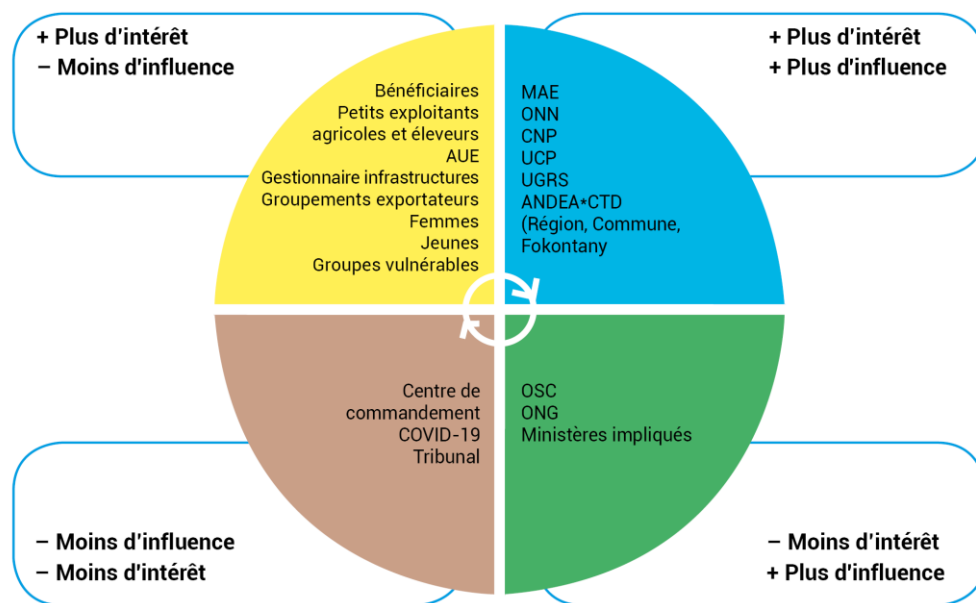 + Plus d'intérêt
– Moins d'influence
+ Plus d'intérêt
+ Plus d'influence
Bénéficiaires
Petits exploitants
agricoles et éleveurs
AUE
Gestionnaire infrastructures
Groupements exportateurs
Femmes
Jeunes
Groupes vulnérables
MAE
ONN
CNP
UCP
UGRS
ANDEA*CTD
(Région, Commune,
Fokontany
Centre de
commandement
COVID-19
Tribunal
OSC
ONG
Ministères impliqués
– Moins d'influence
– Moins d'intérêt
– Moins d'intérêt
+ Plus d'influence